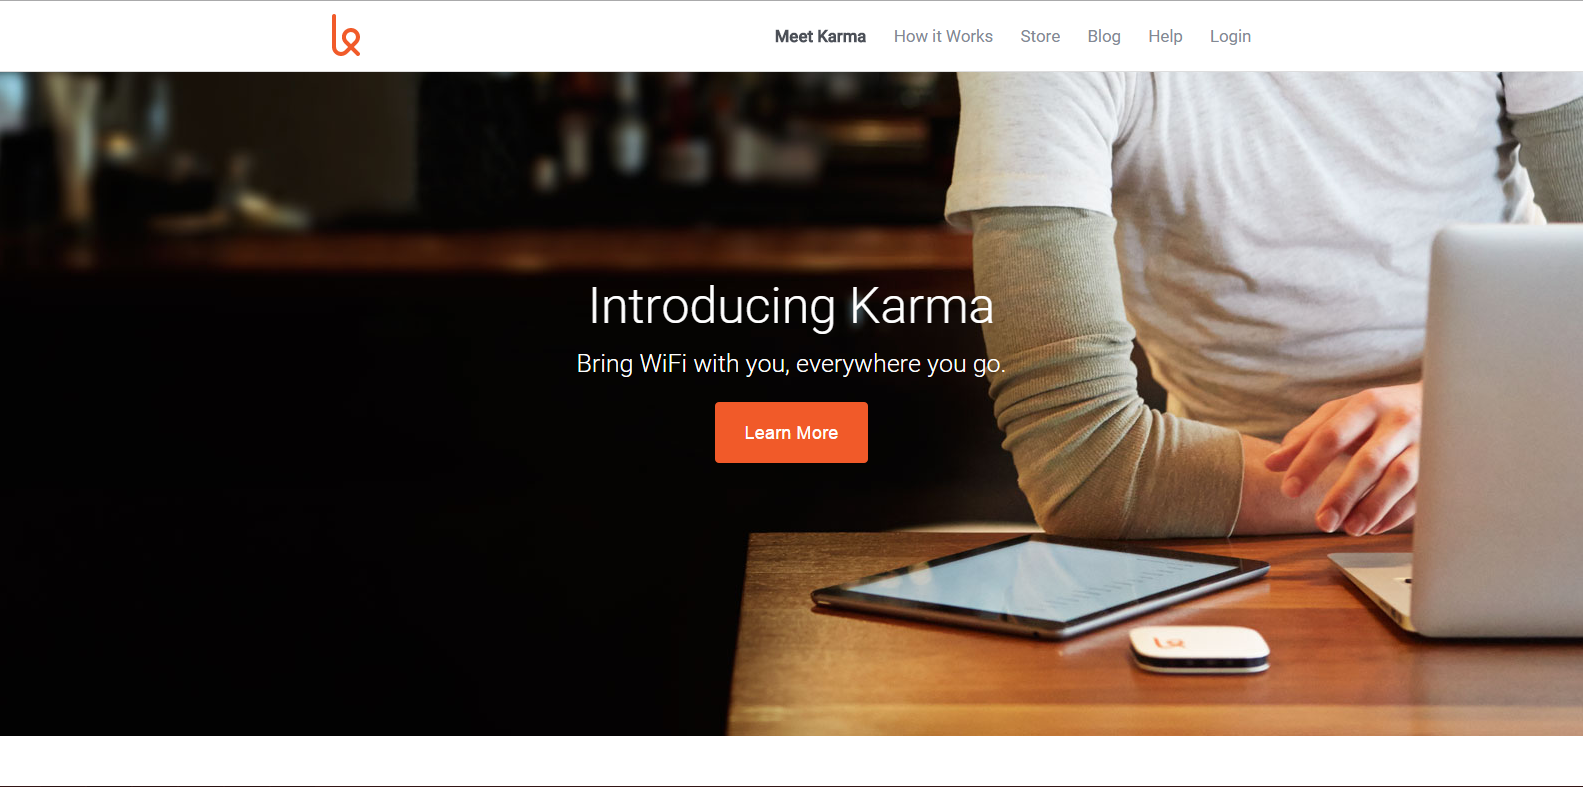 Meet Karma How it Works Store Blog Help Login
Introducing Karma
Bring WiFi with you, everywhere you go.
Learn More